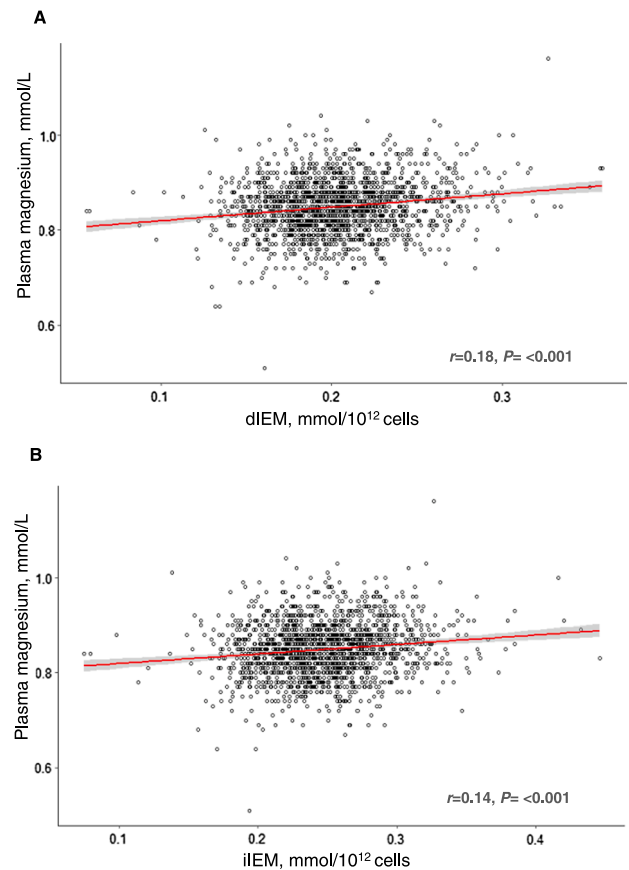 A
Plasma magnesium, mmol/L
1.0
0.8
0.6
r=0.18, P= <0.001
0.1
0.2
0.3
dIEM, mmol/10¹² cells
B
Plasma magnesium, mmol/L
1.0
0.8
0.6
r=0.14, P= <0.001
0.1
0.2
0.3
0.4
iIEM, mmol/10¹² cells